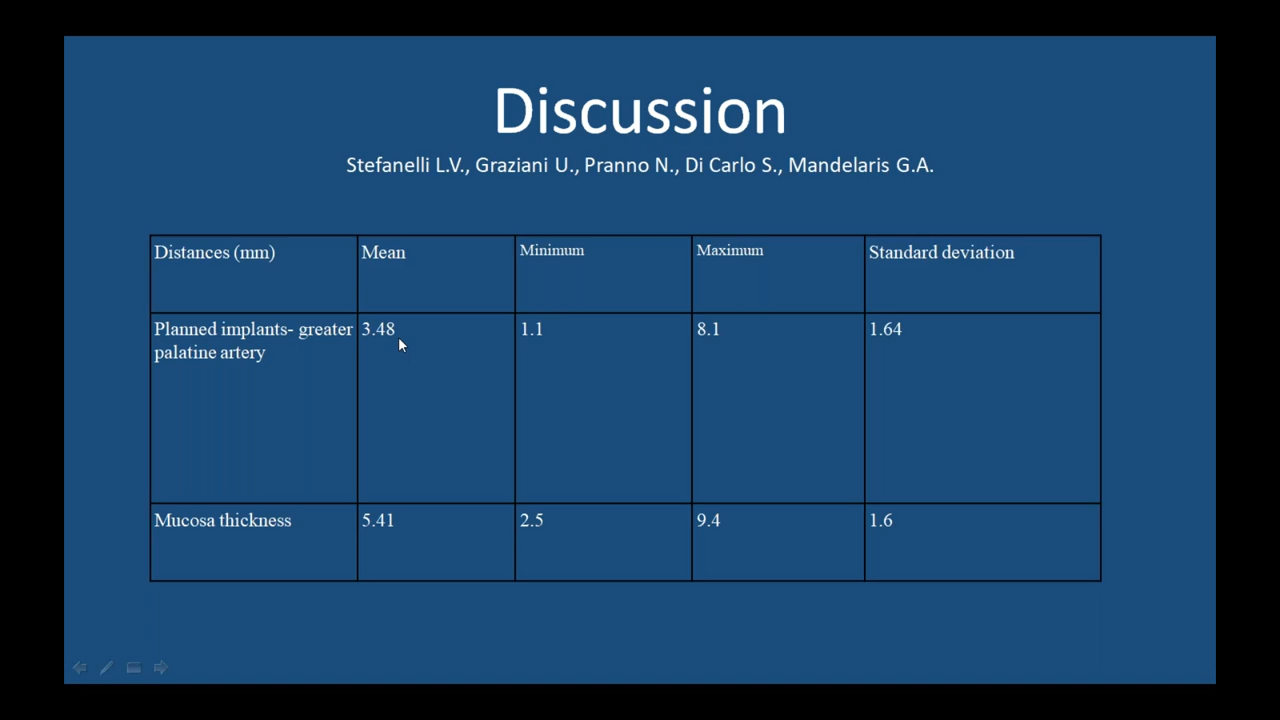 Discussion
Stefanelli L.V., Graziani U., Pranno N., Di Carlo S., Mandelaris G.A.
Distances (mm) Mean Minimum Maximum Standard deviation
Planned implants- greater 3.48 1.1 8.1 1.64
palatine artery
Mucosa thickness 5.41 2.5 9.4 1.6